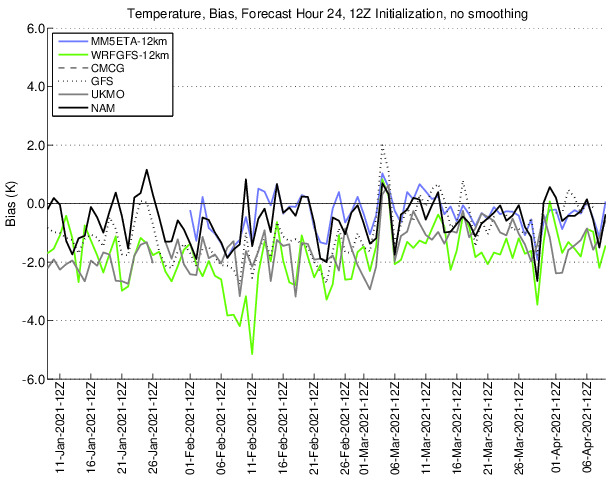 Temperature, Bias, Forecast Hour 24, 12Z Initialization, no smoothing
6.0
4.0
2.0
0.0
-2.0
-4.0
-6.0
Bias (K)
MM5ETA-12km
WRFGFS-12km
CMCG
GFS
UKMO
NAM
11-Jan-2021-12Z
16-Jan-2021-12Z
21-Jan-2021-12Z
26-Jan-2021-12Z
01-Feb-2021-12Z
06-Feb-2021-12Z
11-Feb-2021-12Z
16-Feb-2021-12Z
21-Feb-2021-12Z
26-Feb-2021-12Z
01-Mar-2021-12Z
06-Mar-2021-12Z
11-Mar-2021-12Z
16-Mar-2021-12Z
21-Mar-2021-12Z
26-Mar-2021-12Z
01-Apr-2021-12Z
06-Apr-2021-12Z